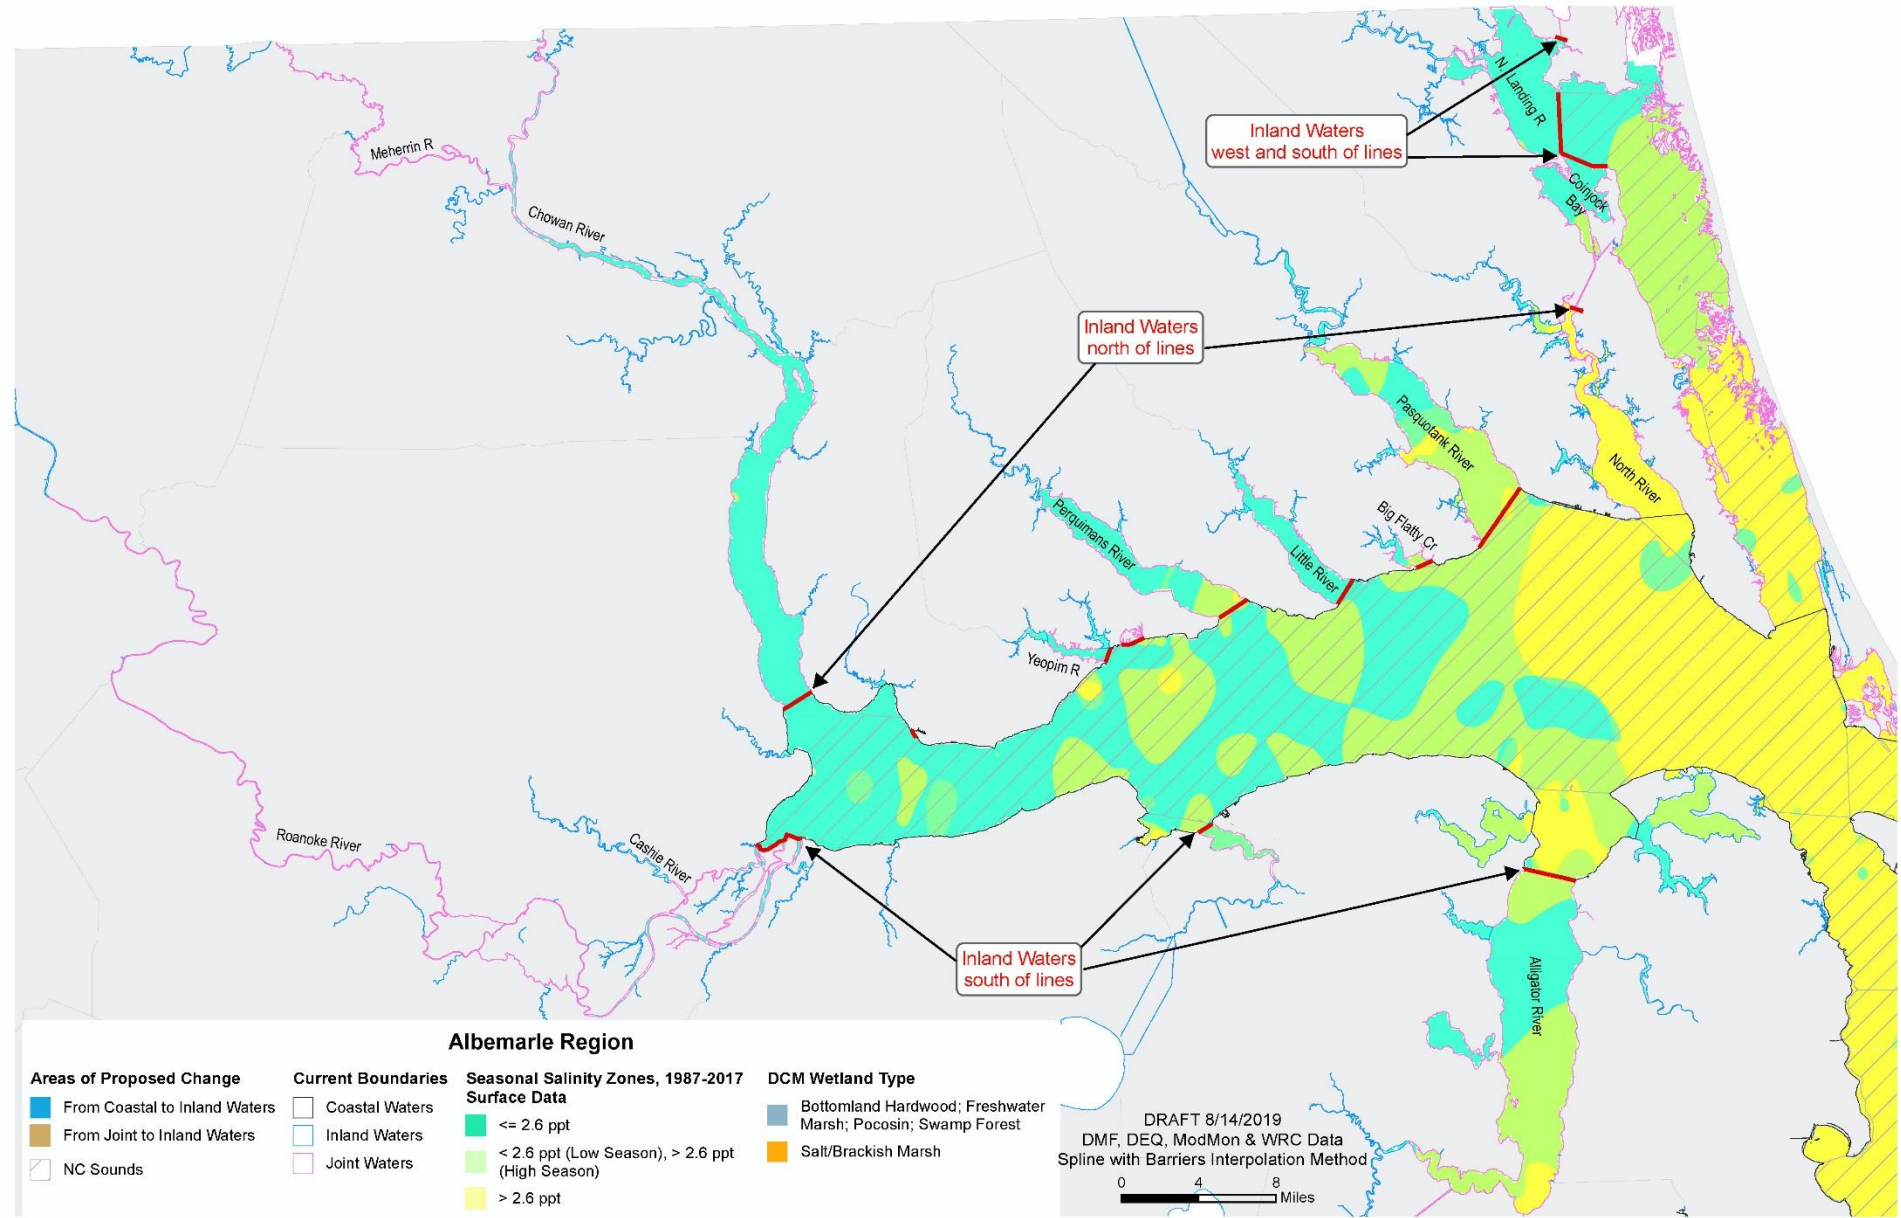 N. Landing R
Inland Waters
west and south of lines
Meherrin R
Coinjock
Bay
Chowan River
Inland Waters
north of lines
Pasquotank River
North River
Perquimans River
Big Flatty Cr
Little River
Yeopim R
Roanoke River
Cashie River
Inland Waters
south of lines
Alligator River
Albemarle Region
Areas of Proposed Change
From Coastal to Inland Waters
From Joint to Inland Waters
NC Sounds
Current Boundaries
Coastal Waters
Inland Waters
Joint Waters
Seasonal Salinity Zones, 1987-2017
Surface Data
<= 2.6 ppt
< 2.6 ppt (Low Season), > 2.6 ppt
(High Season)
> 2.6 ppt
DCM Wetland Type
Bottomland Hardwood; Freshwater
Marsh; Pocosin; Swamp Forest
Salt/Brackish Marsh
DRAFT 8/14/2019
DMF, DEQ, ModMon & WRC Data
Spline with Barriers Interpolation Method
0 4 8
Miles